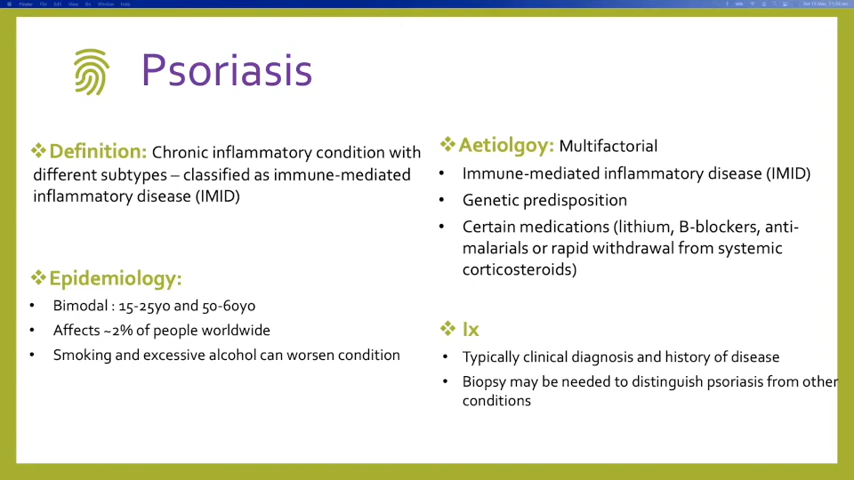 Psoriasis
❖Definition: Chronic inflammatory condition with
different subtypes – classified as immune-mediated
inflammatory disease (IMID)
❖Epidemiology:
• Bimodal : 15-25yo and 50-60yo
• Affects ~2% of people worldwide
• Smoking and excessive alcohol can worsen condition
❖Aetiolgoy: Multifactorial
• Immune-mediated inflammatory disease (IMID)
• Genetic predisposition
• Certain medications (lithium, B-blockers, anti-
malarials or rapid withdrawal from systemic
corticosteroids)
❖ Ix
• Typically clinical diagnosis and history of disease
• Biopsy may be needed to distinguish psoriasis from other
conditions